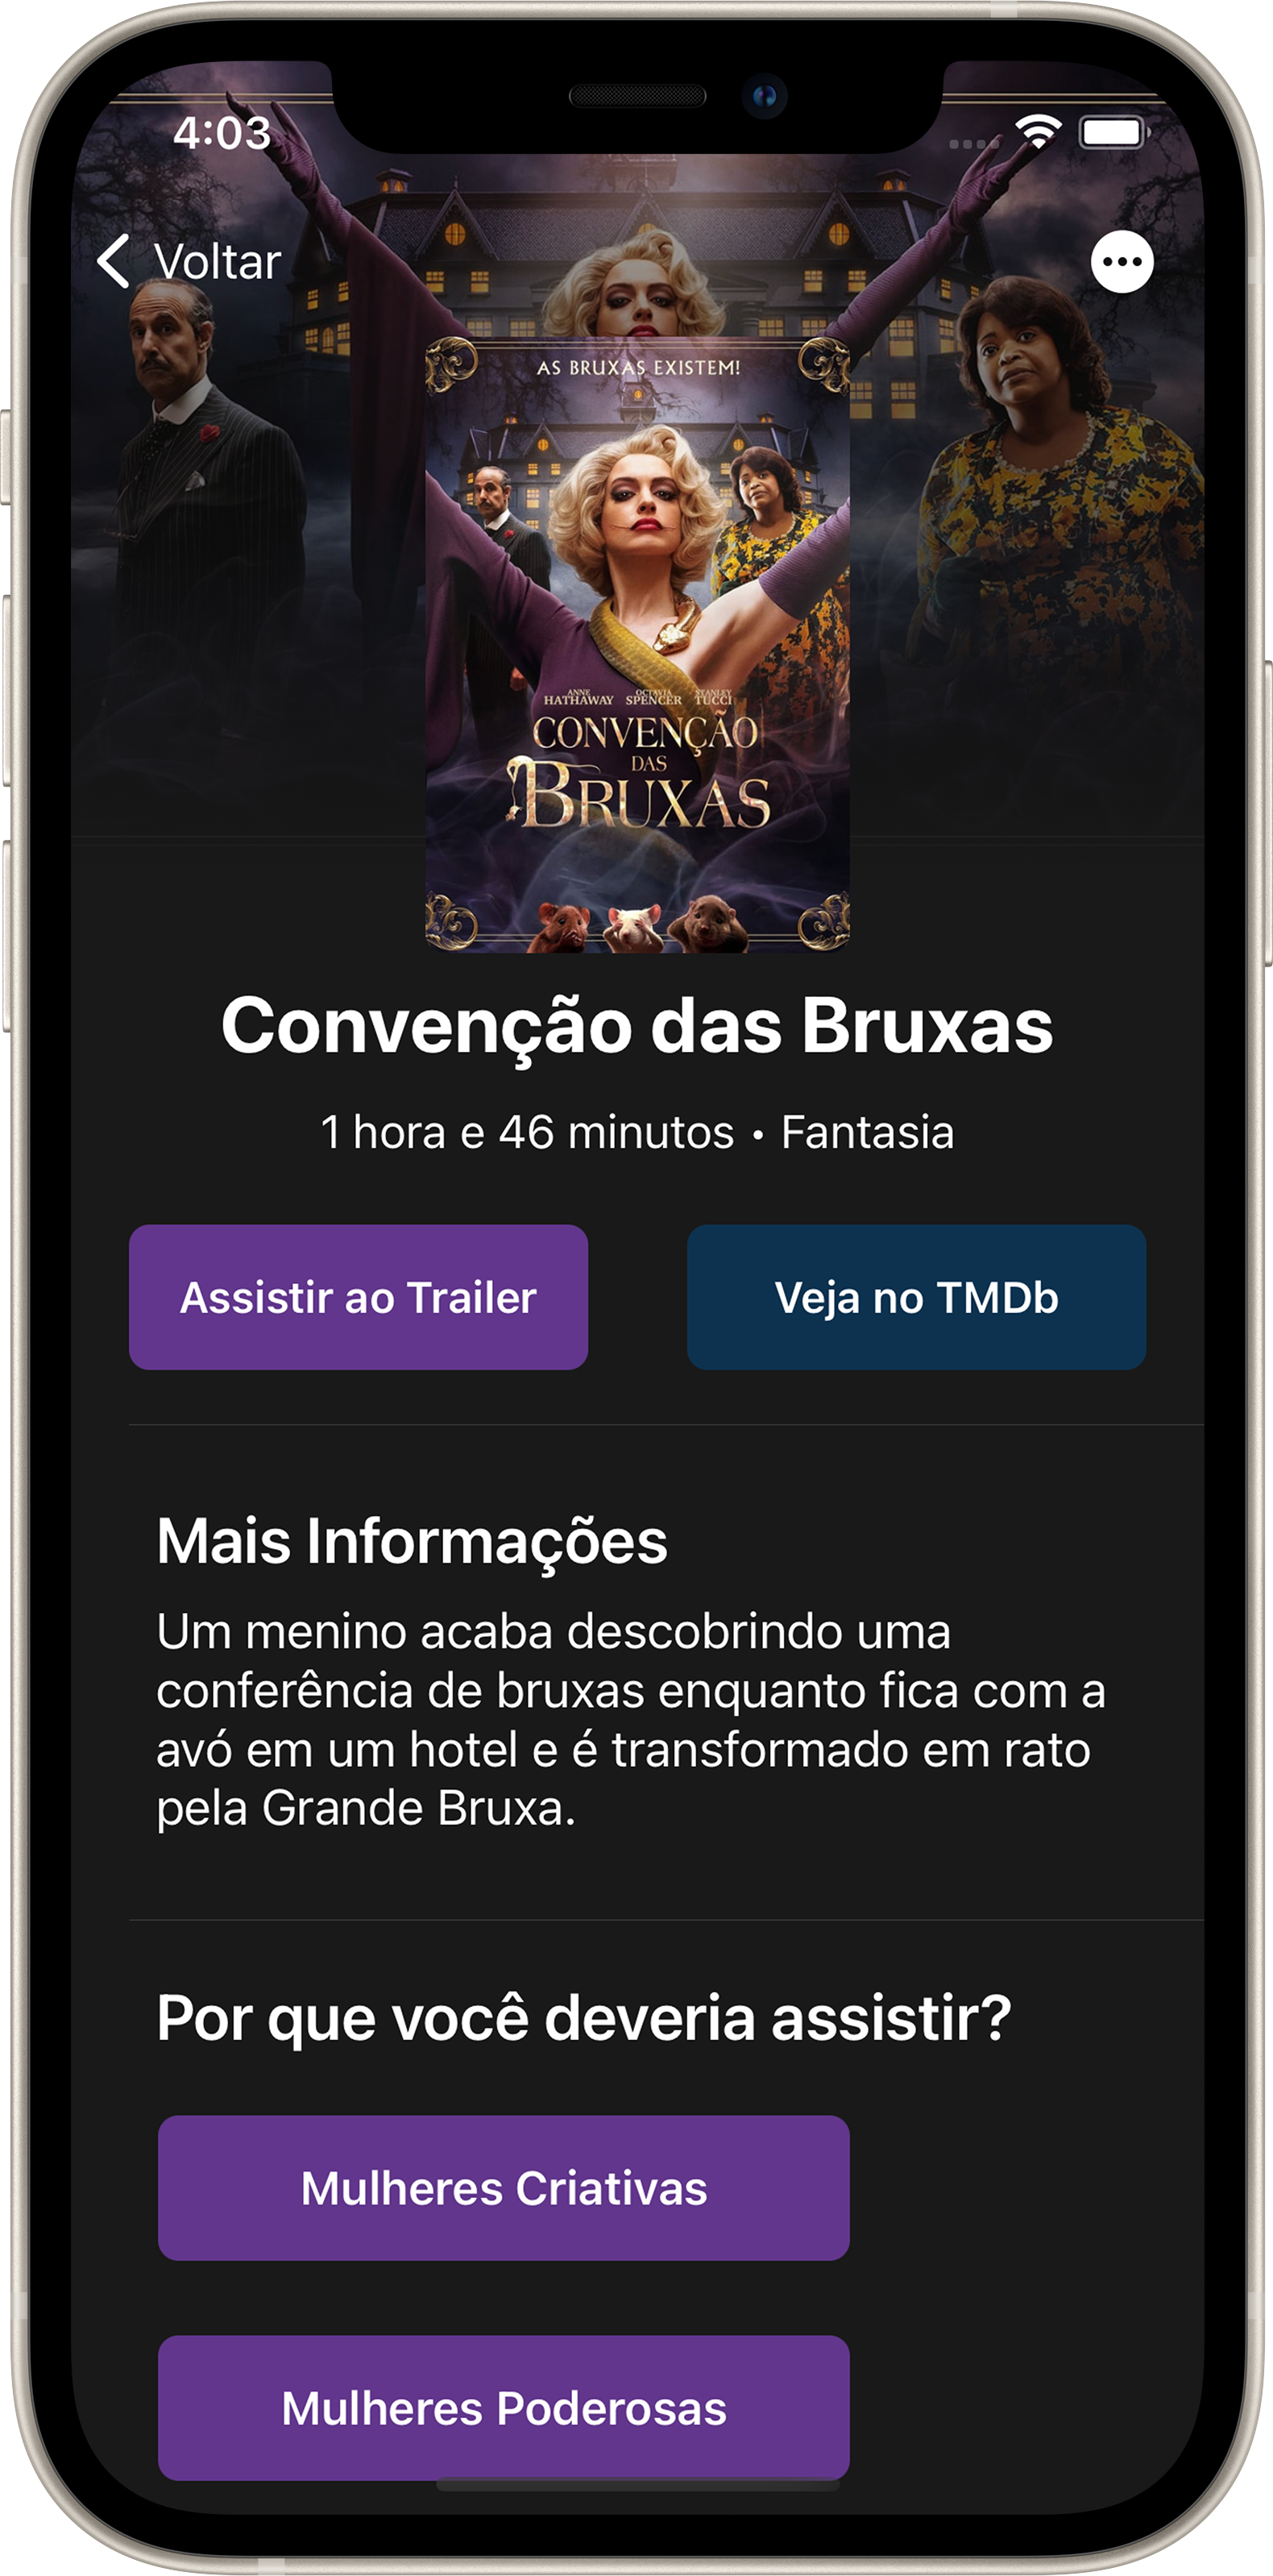 4:03
Voltar
AS BRUXAS EXISTEM!
ANNE HATHAWAY OCTAVIA SPENCER STANLEY TUCCI
CONVENÇÃO
DAS
BRUXAS
Convenção das Bruxas
1 hora e 46 minutos • Fantasia
Assistir ao Trailer
Veja no TMDb
Mais Informações
Um menino acaba descobrindo uma
conferência de bruxas enquanto fica com a
avó em um hotel e é transformado em rato
pela Grande Bruxa.
Por que você deveria assistir?
Mulheres Criativas
Mulheres Poderosas